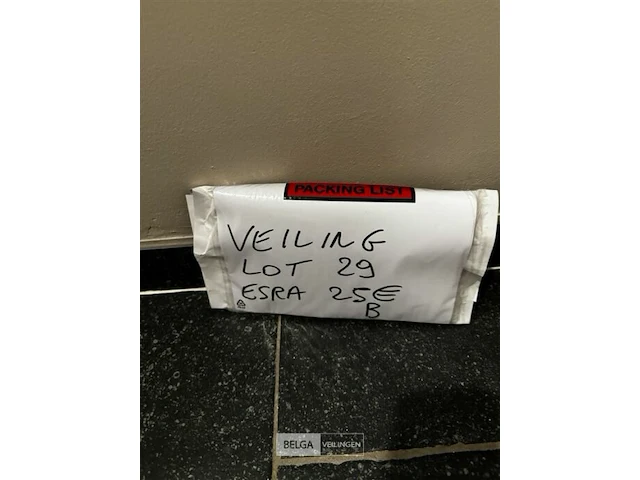 PACKING LIST
VEILING
LOT 29
ESRA 25€
B
BELGA VEILINGEN